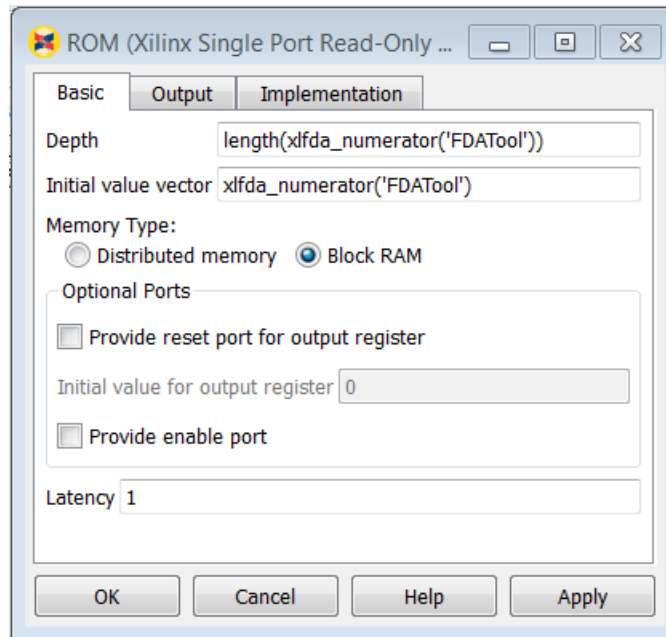 ROM (Xilinx Single Port Read-Only ...
Basic Output Implementation
Depth length(xlfda_numerator('FDATool'))
Initial value vector xlfda_numerator('FDATool')
Memory Type:
Distributed memory Block RAM
Optional Ports
Provide reset port for output register
Initial value for output register 0
Provide enable port
Latency 1
OK Cancel Help Apply